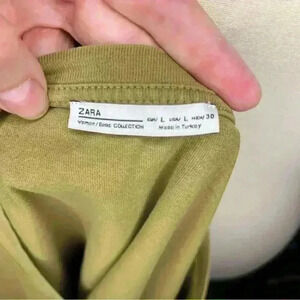 ZARA
Woman / Basic COLLECTION
EUR/ L USA/ L MEX/ 30
Made in Turkey